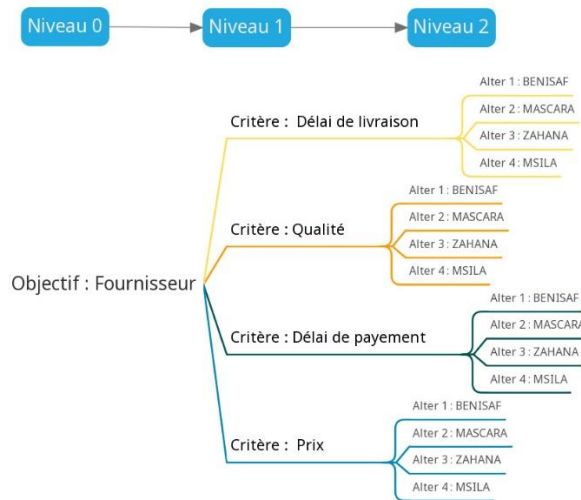 Niveau 0
Niveau 1
Niveau 2
Alter 1 : BENISAF
Alter 2 : MASCARA
Critère :  Délai de livraison
Alter 3 : ZAHANA
Alter 4 : MSILA
Alter 1 : BENISAF
Alter 2 : MASCARA
Critère : Qualité
Alter 3 : ZAHANA
Alter 4 : MSILA
Objectif : Fournisseur
Alter 1 : BENISAF
Alter 2 : MASCARA
Critère : Délai de payement
Alter 3 : ZAHANA
Alter 4 : MSILA
Alter 1 : BENISAF
Alter 2 : MASCARA
Critère :  Prix
Alter 3 : ZAHANA
Alter 4 : MSILA